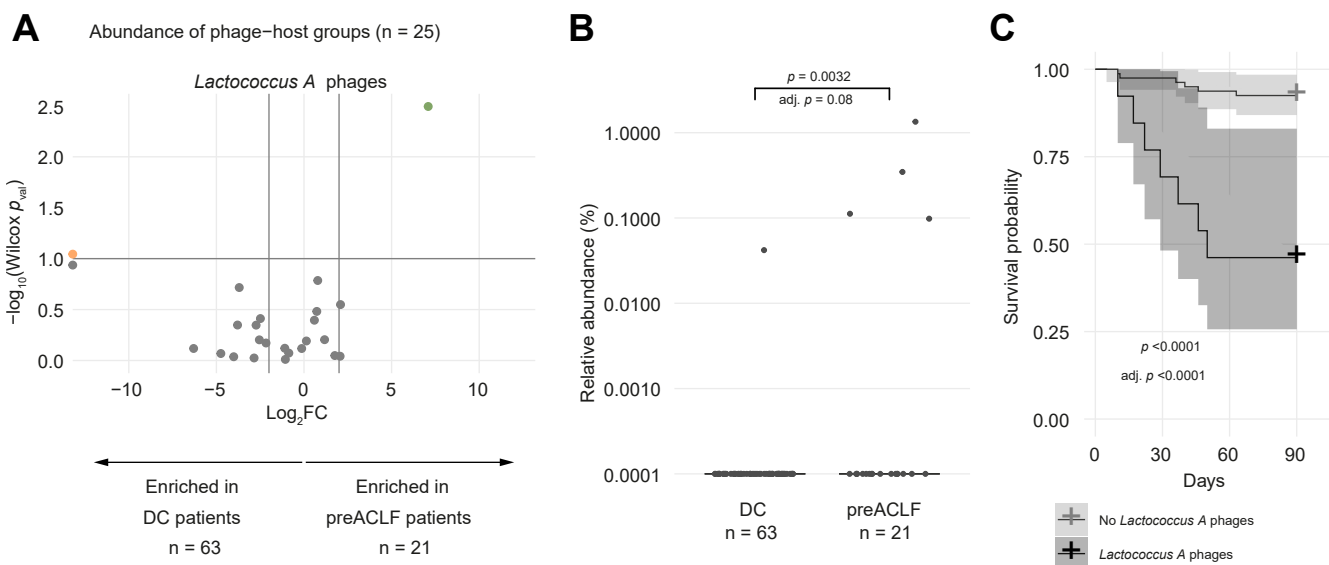 A
Abundance of phage−host groups (n = 25)
Lactococcus A phages
2.5
2.0
1.5
1.0
0.5
0.0
−log10(Wilcox pval)
−10
−5
0
5
10
Log2FC
Enriched in
DC patients
n = 63
Enriched in
preACLF patients
n = 21
B
p = 0.0032
adj. p = 0.08
1.0000
0.1000
0.0100
0.0010
0.0001
Relative abundance (%)
DC
n = 63
preACLF
n = 21
C
1.00
0.75
0.50
0.25
0.00
Survival probability
p <0.0001
adj. p <0.0001
0
30
60
90
Days
No Lactococcus A phages
Lactococcus A phages